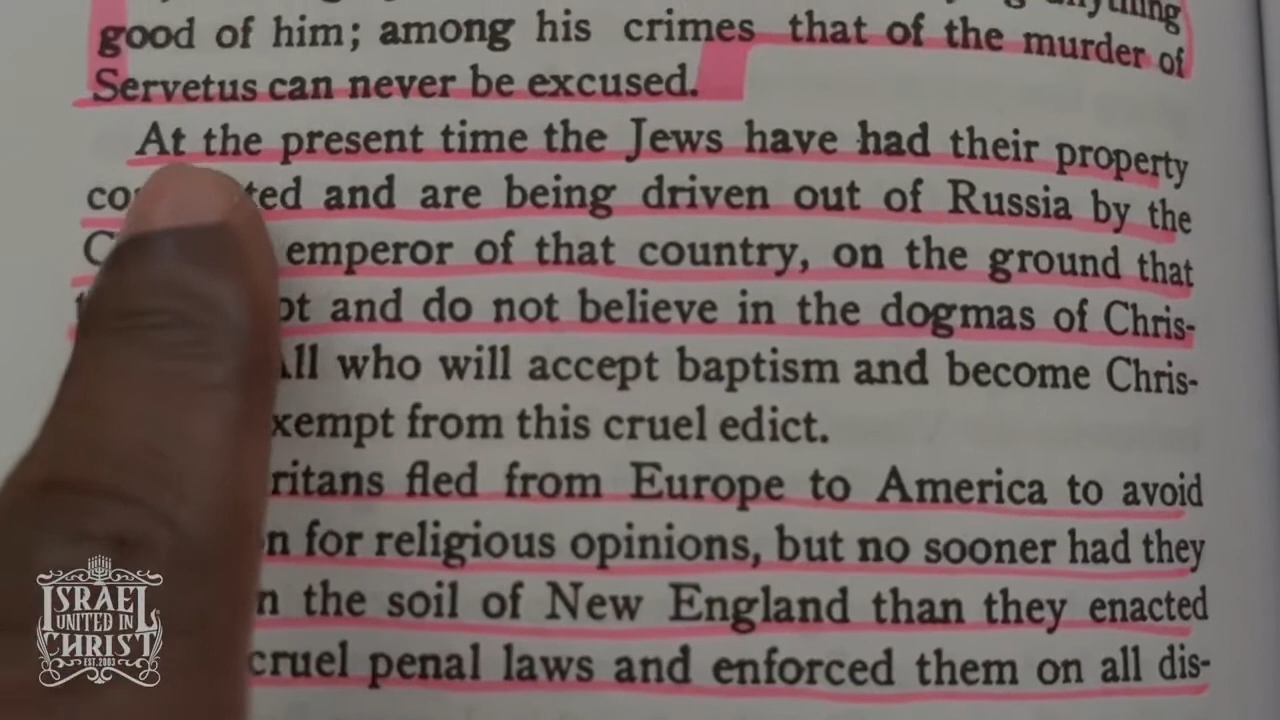 anything
good of him; among his crimes that of the murder of
Servetus can never be excused.
At the present time the Jews have had their property
ted and are being driven out of Russia by the
emperor of that country, on the ground that
and do not believe in the dogmas of Chris-
who will accept baptism and become Chris-
from this cruel edict.
fled from Europe to America to avoid
for religious opinions, but no sooner had they
the soil of New England than they enacted
cruel penal laws and enforced them on all dis-
ISRAEL
UNITED IN
CHRIST
EST.2003